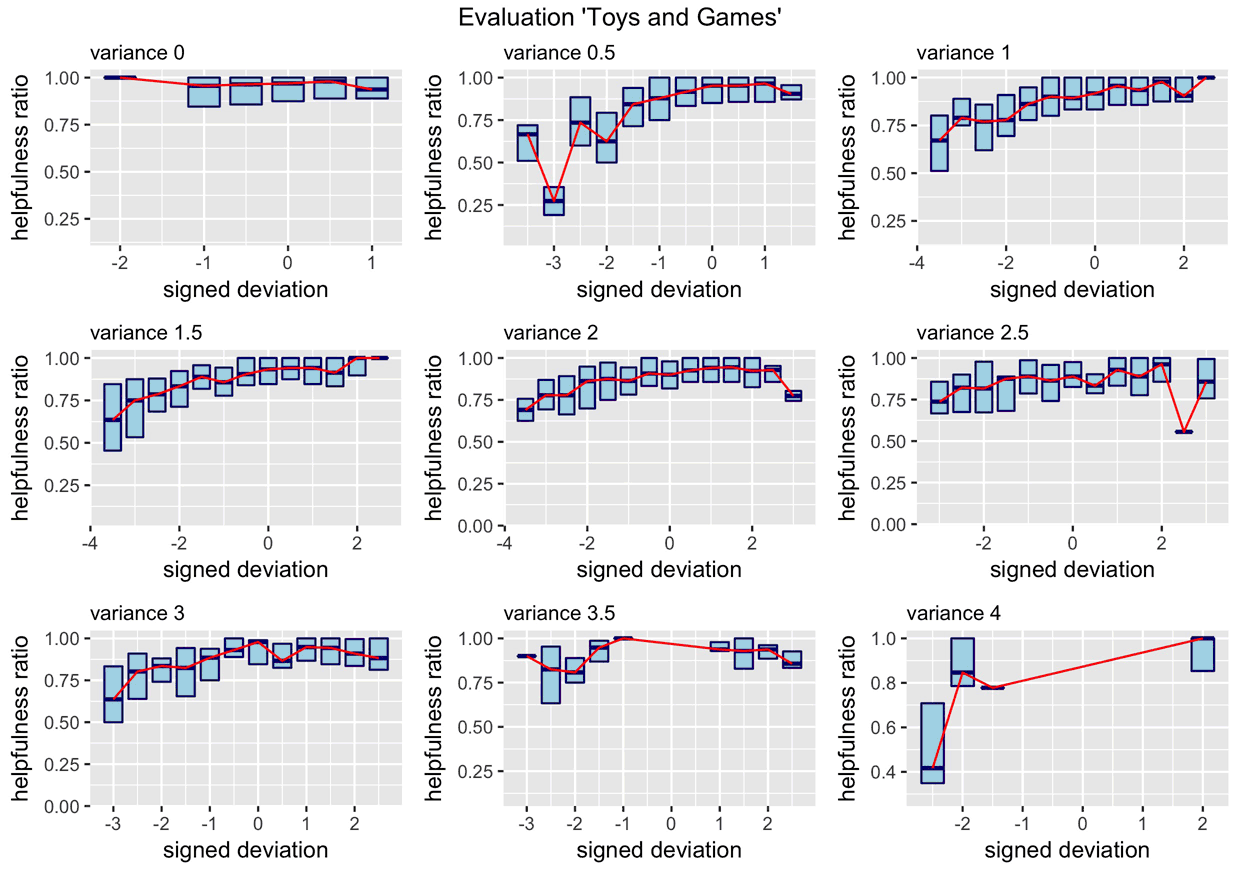 Evaluation 'Toys and Games'
variance 0
variance 0.5
variance 1
helpfulness ratio
1.00
0.75
0.50
0.25
-2
-1
0
1
signed deviation
helpfulness ratio
1.00
0.75
0.50
0.25
-3
-2
-1
0
1
signed deviation
helpfulness ratio
1.00
0.75
0.50
0.25
-4
-2
0
2
signed deviation
variance 1.5
variance 2
variance 2.5
helpfulness ratio
1.00
0.75
0.50
0.25
-4
-2
0
2
signed deviation
helpfulness ratio
1.00
0.75
0.50
0.25
0.00
-4
-2
0
2
signed deviation
helpfulness ratio
1.00
0.75
0.50
0.25
0.00
-2
0
2
signed deviation
variance 3
variance 3.5
variance 4
helpfulness ratio
1.00
0.75
0.50
0.25
0.00
-3
-2
-1
0
1
2
signed deviation
helpfulness ratio
1.00
0.75
0.50
0.25
-3
-2
-1
0
1
2
signed deviation
helpfulness ratio
1.0
0.8
0.6
0.4
-2
-1
0
1
2
signed deviation